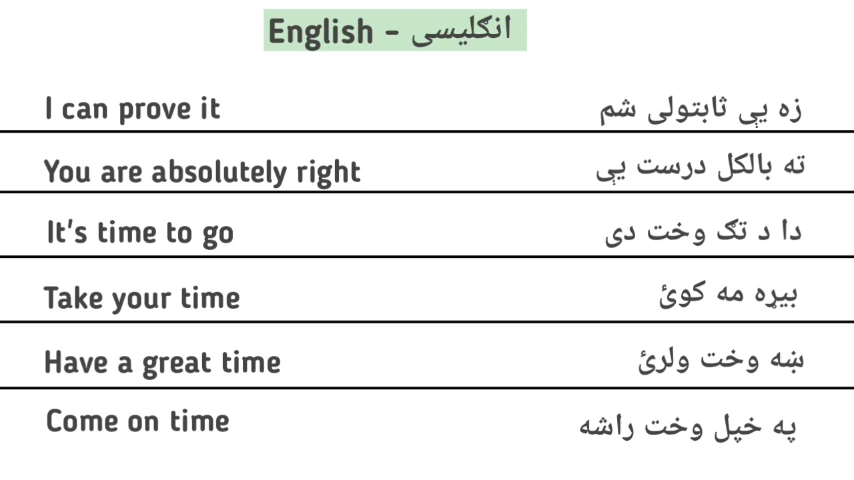 English - انګلیسی
I can prove it زه یې ثابتولی شم
You are absolutely right ته بالکل درست یې
It's time to go دا د تګ وخت دی
Take your time بیړه مه کوئ
Have a great time ښه وخت ولرئ
Come on time په خپل وخت راشه